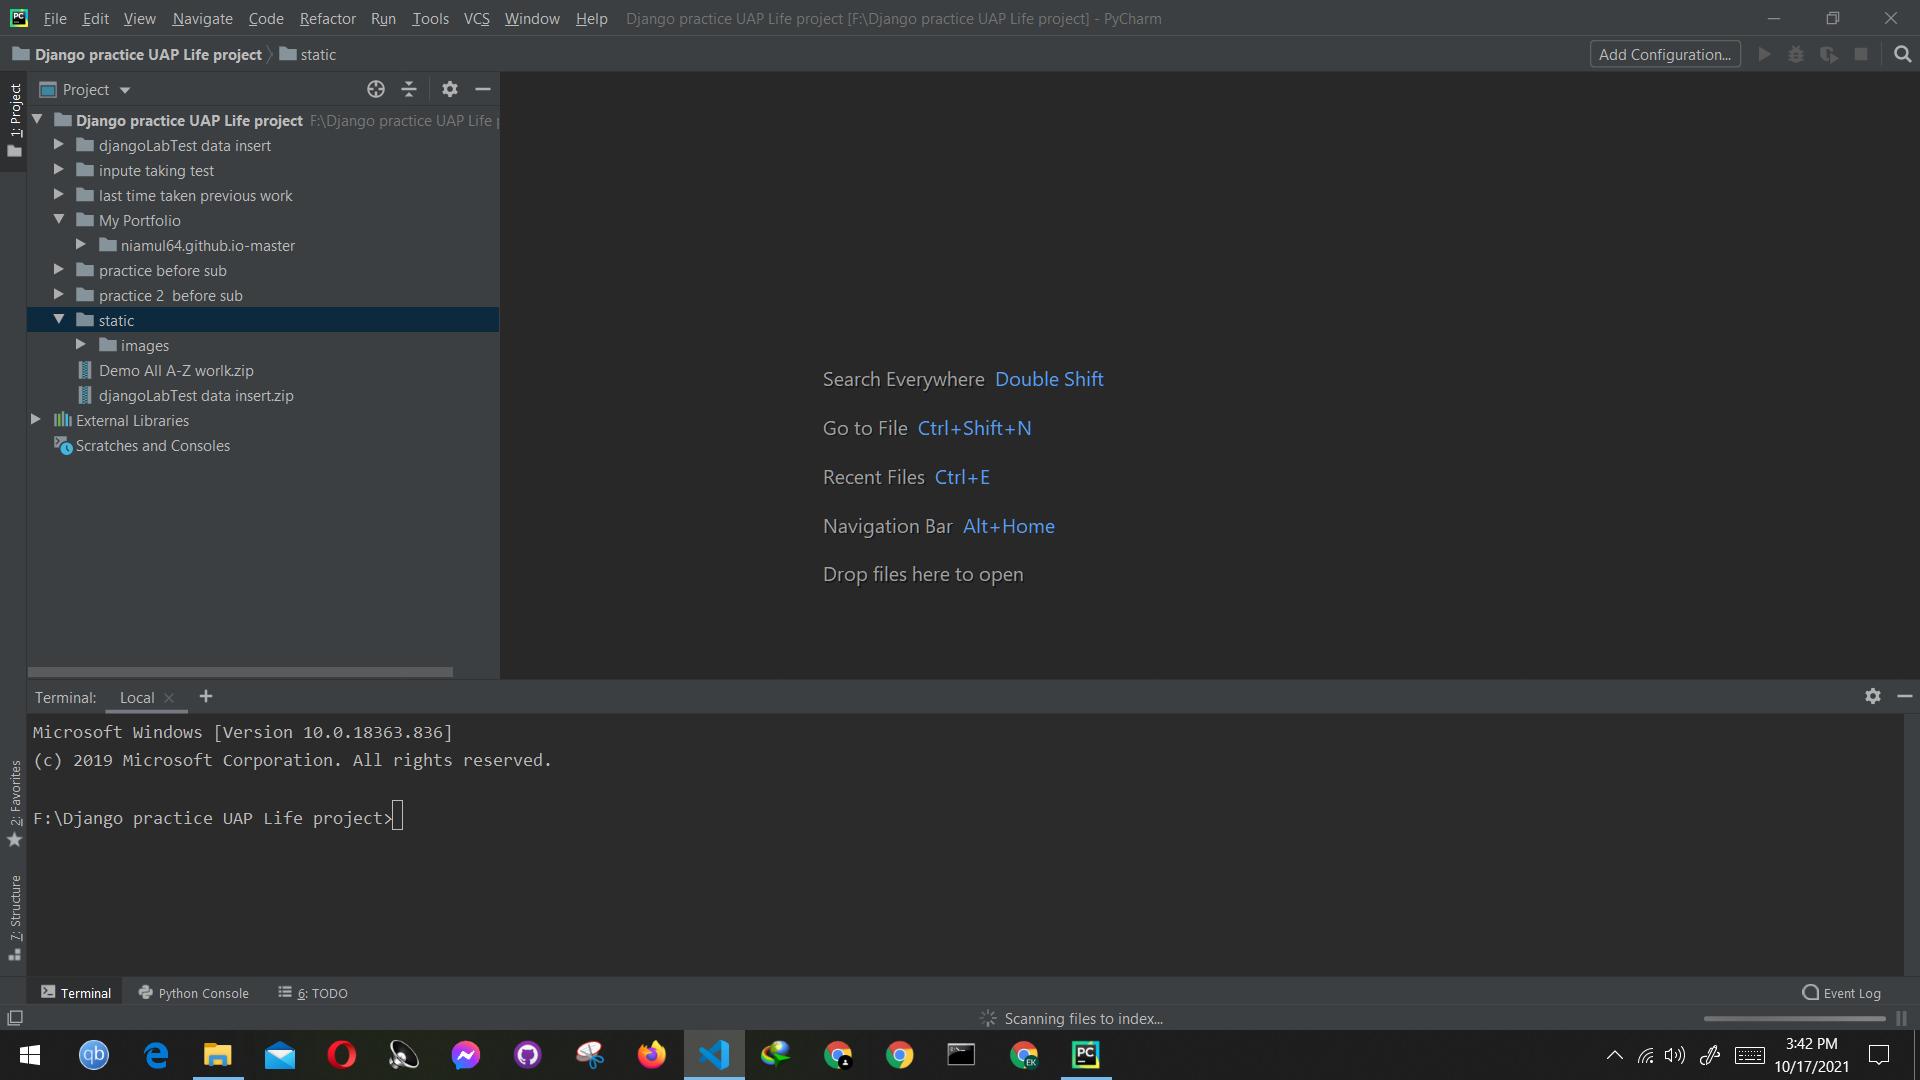 File Edit View Navigate Code Refactor Run Tools VCS Window Help Django practice UAP Life project [F:\Django practice UAP Life project] - PyCharm
Django practice UAP Life project static Add Configuration...
1: Project
Project
Django practice UAP Life project F:\Django practice UAP Life
djangoLabTest data insert
inpute taking test
last time taken previous work
My Portfolio
niamul64.github.io-master
practice before sub
practice 2  before sub
static
images
Demo All A-Z worlk.zip
djangoLabTest data insert.zip
External Libraries
Scratches and Consoles
Search Everywhere Double Shift
Go to File Ctrl+Shift+N
Recent Files Ctrl+E
Navigation Bar Alt+Home
Drop files here to open
Terminal: Local
Microsoft Windows [Version 10.0.18363.836]
(c) 2019 Microsoft Corporation. All rights reserved.
F:\Django practice UAP Life project>
2: Favorites
7: Structure
Terminal Python Console 6: TODO Event Log
Scanning files to index...
3:42 PM
10/17/2021
PC
qb
EK
PC